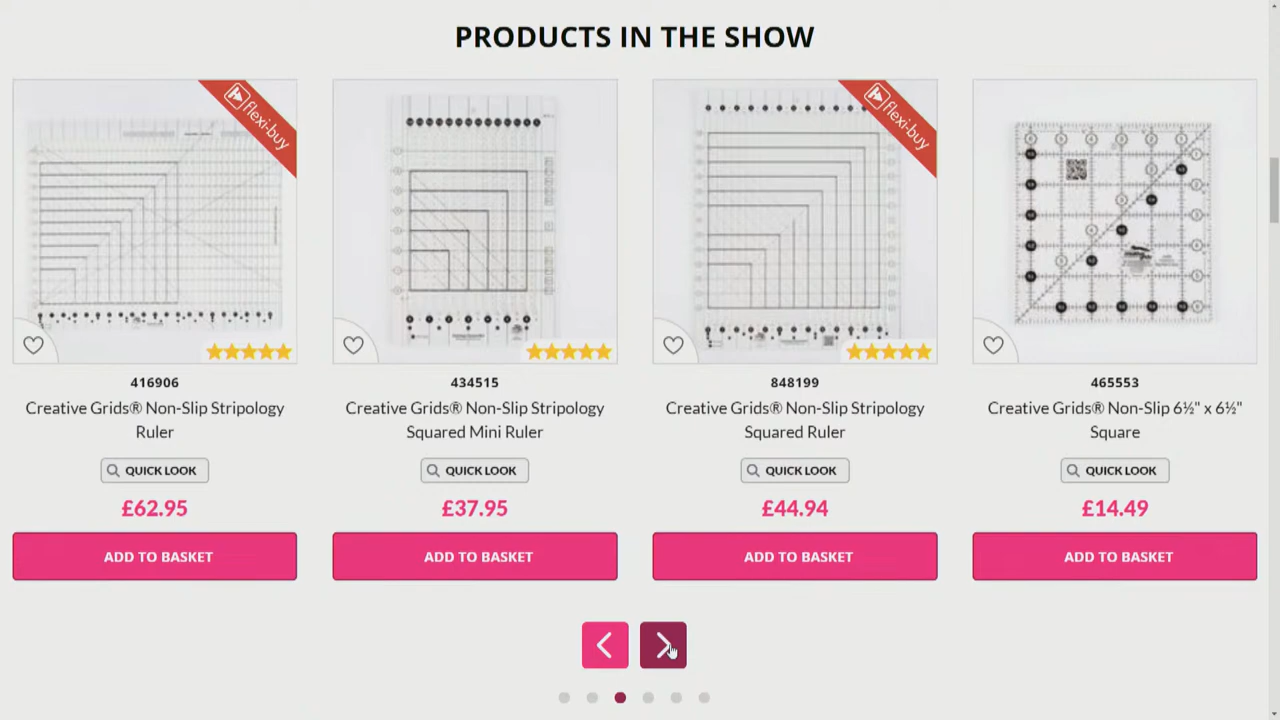 PRODUCTS IN THE SHOW
flexi-buy
flexi-buy
416906
Creative Grids® Non-Slip Stripology
Ruler
QUICK LOOK
£62.95
ADD TO BASKET
434515
Creative Grids® Non-Slip Stripology
Squared Mini Ruler
QUICK LOOK
£37.95
ADD TO BASKET
848199
Creative Grids® Non-Slip Stripology
Squared Ruler
QUICK LOOK
£44.94
ADD TO BASKET
465553
Creative Grids® Non-Slip 6½" x 6½"
Square
QUICK LOOK
£14.49
ADD TO BASKET